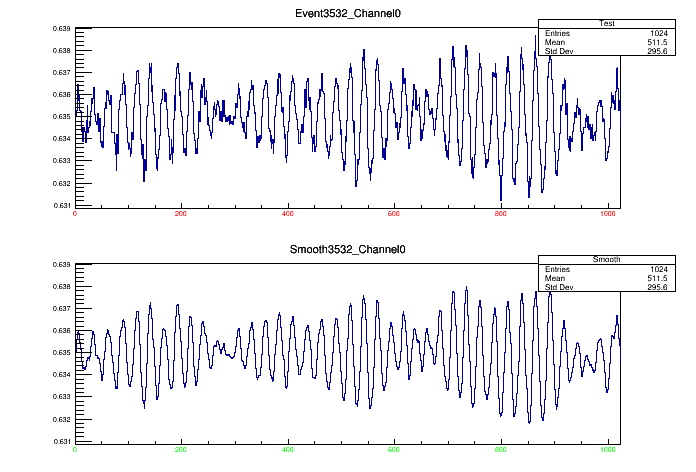 Event3532_Channel0
Test
Entries 1024
Mean 511.5
Std Dev 295.6
0.639
0.638
0.637
0.636
0.635
0.634
0.633
0.632
0.631
0 200 400 600 800 1000
Smooth3532_Channel0
Smooth
Entries 1024
Mean 511.5
Std Dev 295.6
0.639
0.638
0.637
0.636
0.635
0.634
0.633
0.632
0.631
0 200 400 600 800 1000